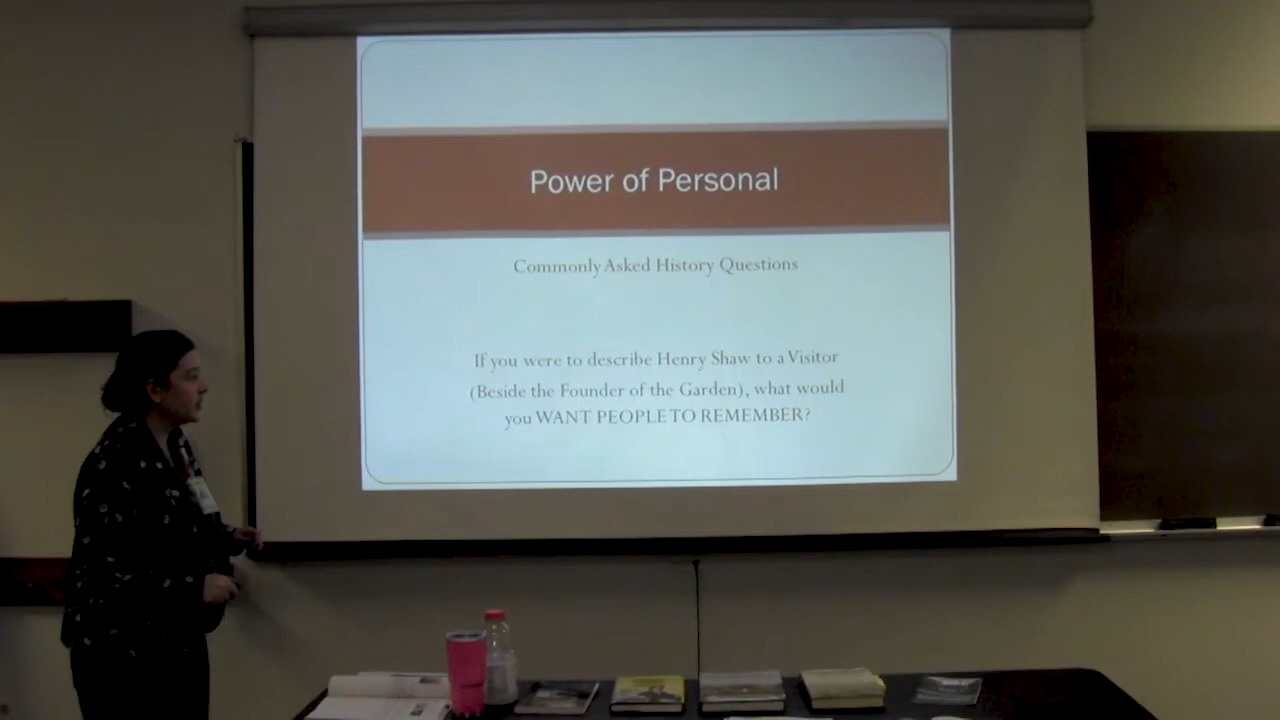 Power of Personal
Commonly Asked History Questions
If you were to describe Henry Shaw to a Visitor
(Beside the Founder of the Garden), what would
you WANT PEOPLE TO REMEMBER?